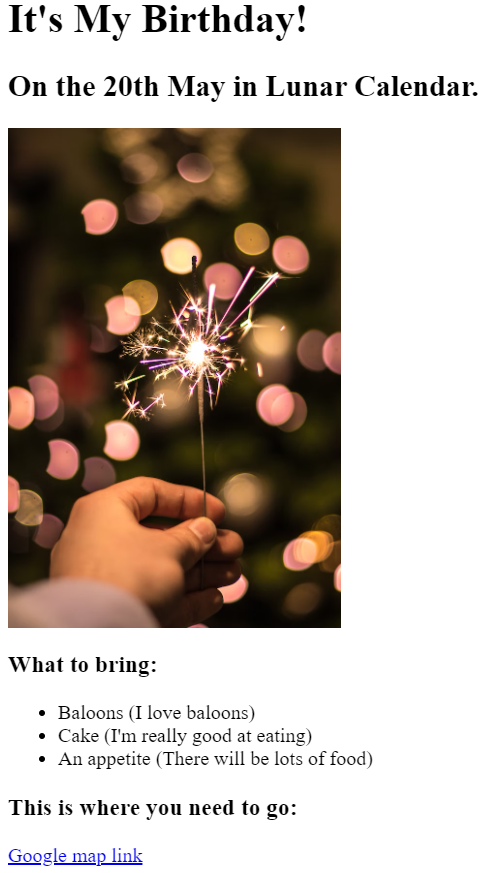 It's My Birthday!
On the 20th May in Lunar Calendar.
What to bring:
Baloons (I love baloons)
Cake (I'm really good at eating)
An appetite (There will be lots of food)
This is where you need to go:
Google map link